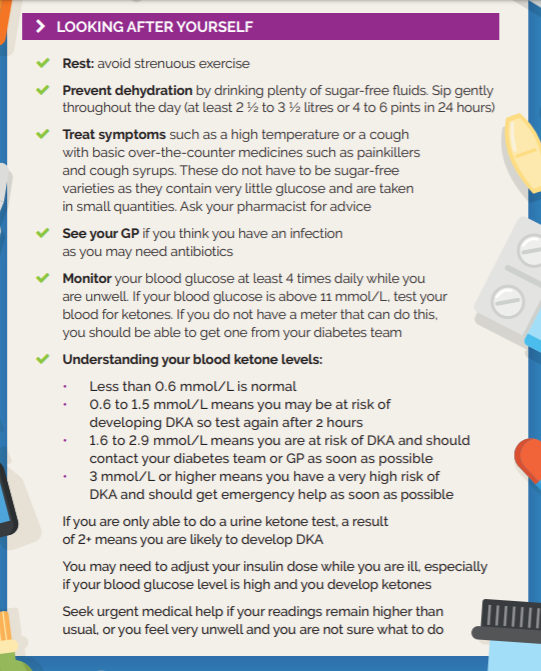 LOOKING AFTER YOURSELF
Rest: avoid strenuous exercise
Prevent dehydration by drinking plenty of sugar-free fluids. Sip gently
throughout the day (at least 2 ½ to 3 ½ litres or 4 to 6 pints in 24 hours)
Treat symptoms such as a high temperature or a cough
with basic over-the-counter medicines such as painkillers
and cough syrups. These do not have to be sugar-free
varieties as they contain very little glucose and are taken
in small quantities. Ask your pharmacist for advice
See your GP if you think you have an infection
as you may need antibiotics
Monitor your blood glucose at least 4 times daily while you
are unwell. If your blood glucose is above 11 mmol/L, test your
blood for ketones. If you do not have a meter that can do this,
you should be able to get one from your diabetes team
Understanding your blood ketone levels:
• Less than 0.6 mmol/L is normal
• 0.6 to 1.5 mmol/L means you may be at risk of
developing DKA so test again after 2 hours
• 1.6 to 2.9 mmol/L means you are at risk of DKA and should
contact your diabetes team or GP as soon as possible
• 3 mmol/L or higher means you have a very high risk of
DKA and should get emergency help as soon as possible
If you are only able to do a urine ketone test, a result
of 2+ means you are likely to develop DKA
You may need to adjust your insulin dose while you are ill, especially
if your blood glucose level is high and you develop ketones
Seek urgent medical help if your readings remain higher than
usual, or you feel very unwell and you are not sure what to do